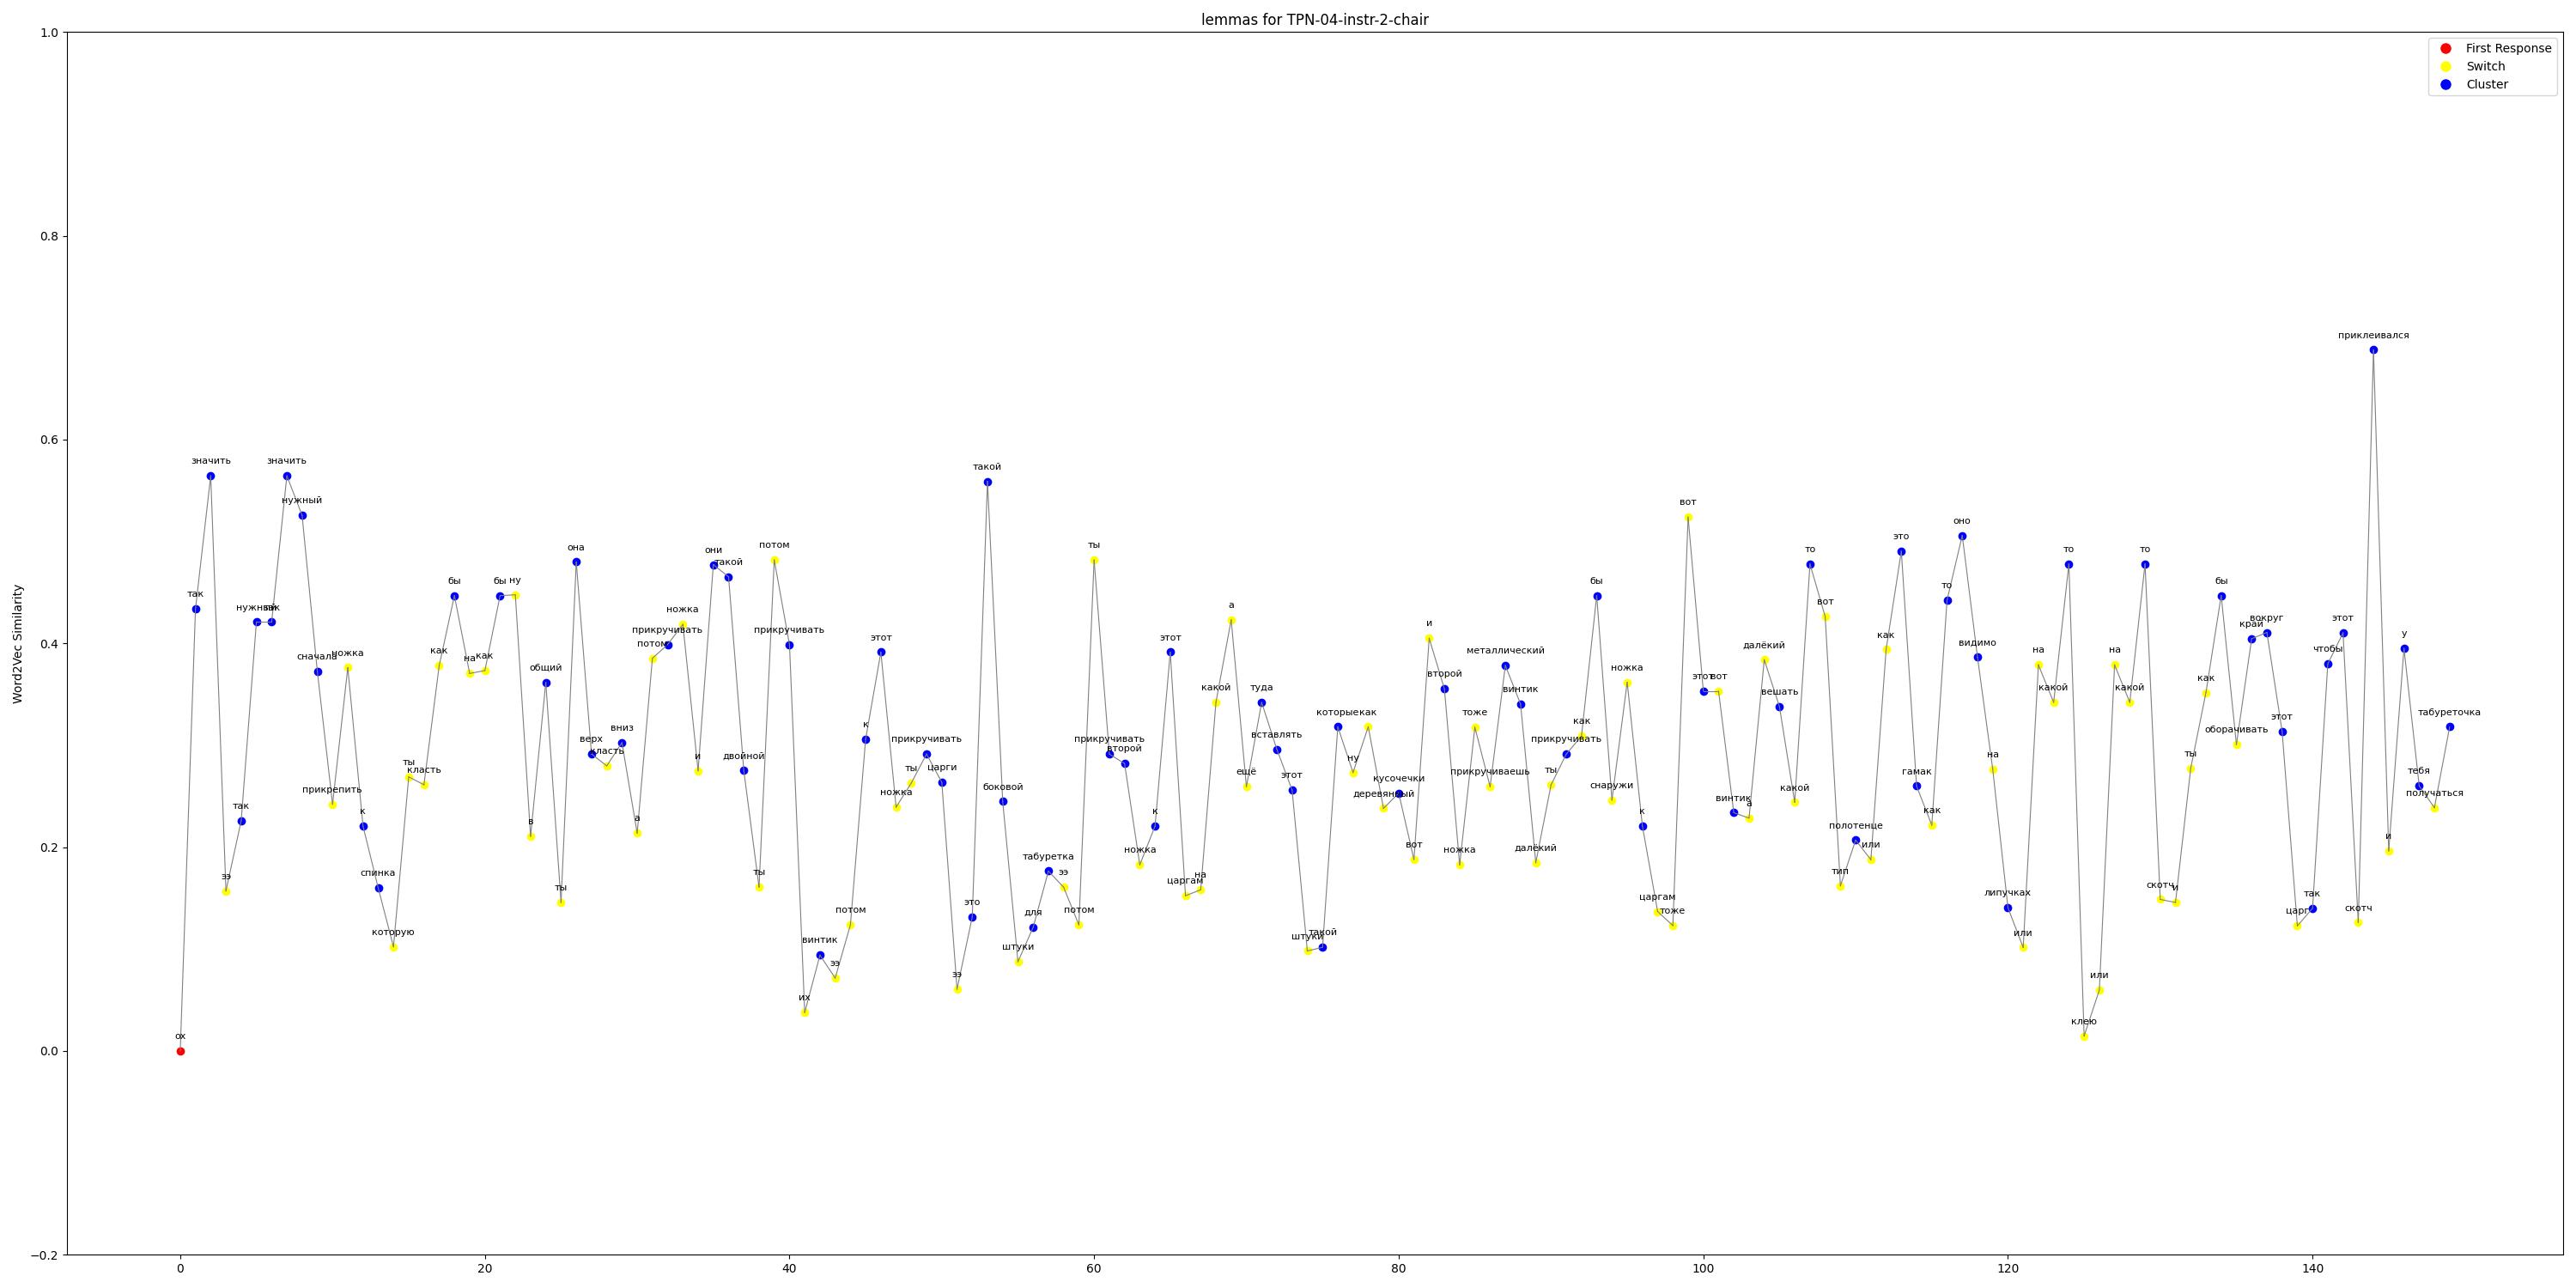 lemmas for TPN-04-instr-2-chair
1.0
0.8
0.6
0.4
0.2
0.0
−0.2
Word2Vec Similarity
First Response
Switch
Cluster
ох
так
значить
ээ
так
нужный
так
значить
нужный
сначала
прикрепить
ножка
к
спинка
которую
ты
класть
как
бы
на
как
бы
ну
в
общий
ты
она
верх
класть
вниз
а
потом
прикручивать
ножка
и
они
такой
двойной
ты
потом
прикручивать
их
винтик
ээ
потом
к
этот
ножка
ты
прикручивать
царги
ээ
это
такой
боковой
штуки
для
табуретка
ээ
потом
ты
прикручивать
второй
ножка
к
этот
царгам
на
какой
а
ещё
туда
вставлять
этот
штуки
такой
которые
ну
как
деревянный
кусочечки
вот
и
второй
ножка
тоже
прикручиваешь
металлический
винтик
далёкий
ты
прикручивать
как
бы
снаружи
ножка
к
царгам
тоже
вот
этот
вот
винтик
а
далёкий
вешать
какой
то
вот
тип
полотенце
или
как
это
гамак
как
то
оно
видимо
на
липучках
или
на
какой
то
клею
или
на
какой
то
скотч
и
ты
как
бы
оборачивать
край
вокруг
этот
царг
так
чтобы
этот
скотч
приклеивался
и
у
тебя
получаться
табуреточка
0
20
40
60
80
100
120
140